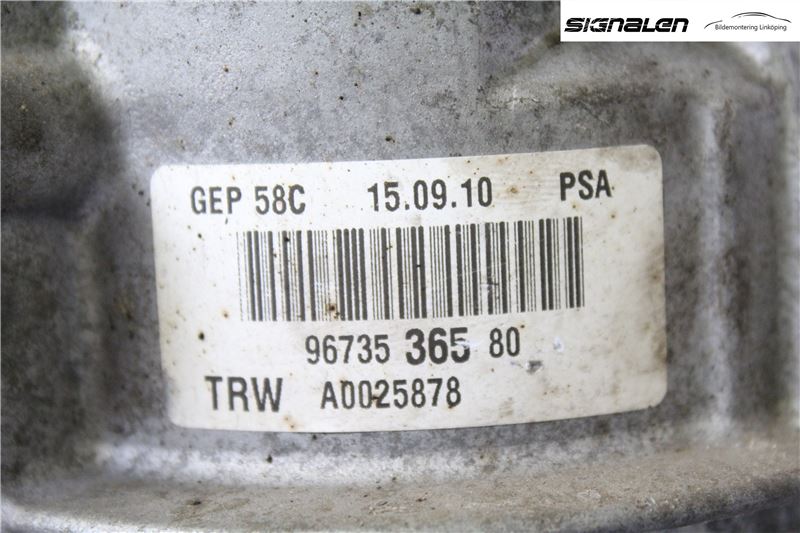 SIGNALEN
Bildemontering Linköping
GEP 58C 15.09.10 PSA
96735 365 80
TRW A0025878